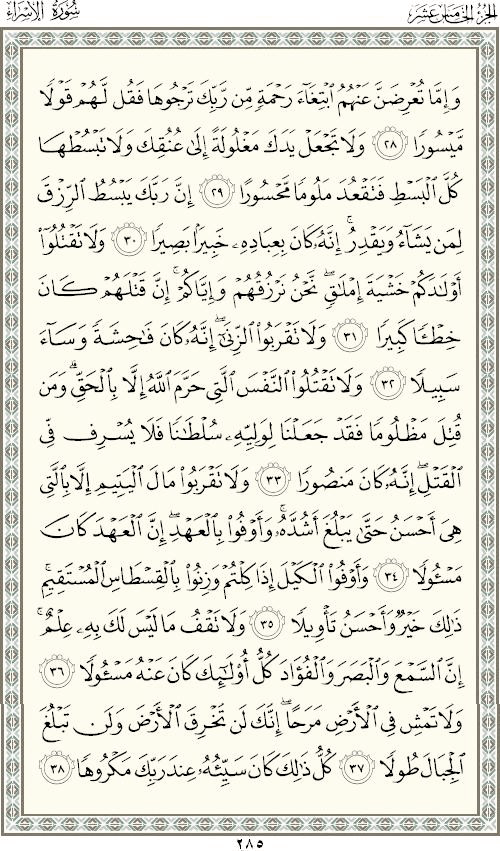 الجزء الخامس عشر
سورة الإسراء
وَإِمَّا تُعْرِضَنَّ عَنْهُمُ ٱبْتِغَآءَ رَحْمَةٍ مِّن رَّبِّكَ تَرْجُوهَا فَقُل لَّهُمْ قَوْلًا
مَّيْسُورًا ٢٨ وَلَا تَجْعَلْ يَدَكَ مَغْلُولَةً إِلَىٰ عُنُقِكَ وَلَا تَبْسُطْهَا
كُلَّ ٱلْبَسْطِ فَتَقْعُدَ مَلُومًا مَّحْسُورًا ٢٩ إِنَّ رَبَّكَ يَبْسُطُ ٱلرِّزْقَ
لِمَن يَشَآءُ وَيَقْدِرُ ۚ إِنَّهُۥ كَانَ بِعِبَادِهِۦ خَبِيرًۢا بَصِيرًا ٣٠ وَلَا تَقْتُلُوٓا۟
أَوْلَـٰدَكُمْ خَشْيَةَ إِمْلَـٰقٍ ۖ نَّحْنُ نَرْزُقُهُمْ وَإِيَّاكُمْ ۚ إِنَّ قَتْلَهُمْ كَانَ
خِطْـًٔا كَبِيرًا ٣١ وَلَا تَقْرَبُوا۟ ٱلزِّنَىٰٓ ۖ إِنَّهُۥ كَانَ فَـٰحِشَةً وَسَآءَ
سَبِيلًا ٣٢ وَلَا تَقْتُلُوا۟ ٱلنَّفْسَ ٱلَّتِى حَرَّمَ ٱللَّهُ إِلَّا بِٱلْحَقِّ ۗ وَمَن
قُتِلَ مَظْلُومًا فَقَدْ جَعَلْنَا لِوَلِيِّهِۦ سُلْطَـٰنًا فَلَا يُسْرِف فِّى
ٱلْقَتْلِ ۖ إِنَّهُۥ كَانَ مَنصُورًا ٣٣ وَلَا تَقْرَبُوا۟ مَالَ ٱلْيَتِيمِ إِلَّا بِٱلَّتِى
هِىَ أَحْسَنُ حَتَّىٰ يَبْلُغَ أَشُدَّهُۥ ۚ وَأَوْفُوا۟ بِٱلْعَهْدِ ۖ إِنَّ ٱلْعَهْدَ كَانَ
مَسْـُٔولًا ٣٤ وَأَوْفُوا۟ ٱلْكَيْلَ إِذَا كِلْتُمْ وَزِنُوا۟ بِٱلْقِسْطَاسِ ٱلْمُسْتَقِيمِ ۚ
ذَٰلِكَ خَيْرٌ وَأَحْسَنُ تَأْوِيلًا ٣٥ وَلَا تَقْفُ مَا لَيْسَ لَكَ بِهِۦ عِلْمٌ ۚ
إِنَّ ٱلسَّمْعَ وَٱلْبَصَرَ وَٱلْفُؤَادَ كُلُّ أُو۟لَـٰٓئِكَ كَانَ عَنْهُ مَسْـُٔولًا ٣٦
وَلَا تَمْشِ فِى ٱلْأَرْضِ مَرَحًا ۖ إِنَّكَ لَن تَخْرِقَ ٱلْأَرْضَ وَلَن تَبْلُغَ
ٱلْجِبَالَ طُولًا ٣٧ كُلُّ ذَٰلِكَ كَانَ سَيِّئُهُۥ عِندَ رَبِّكَ مَكْرُوهًا ٣٨
٢٨٥